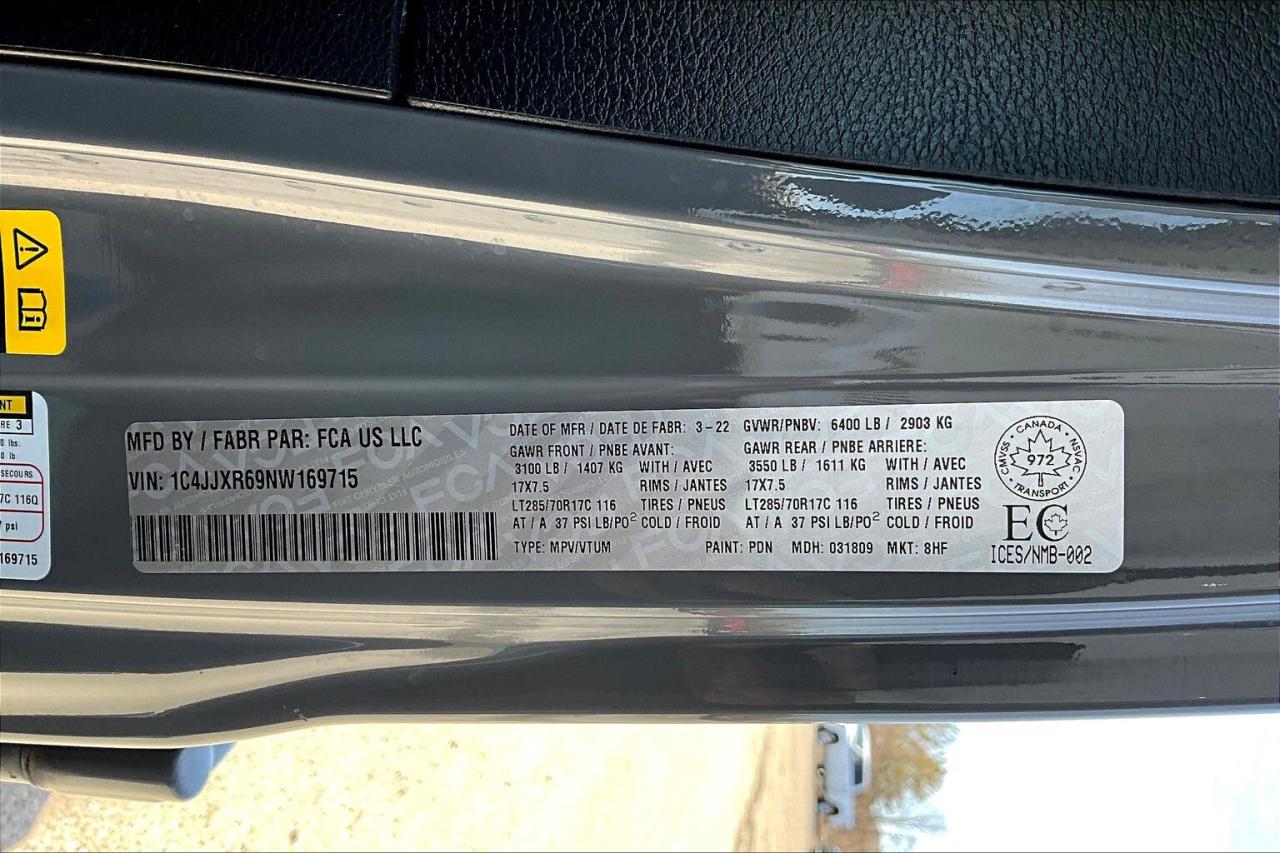 NT
RE 3
0 lbs.
SECOURS
7C 116Q
7 psi
169715
MFD BY / FABR PAR: FCA US LLC
VIN: 1C4JJXR69NW169715
DATE OF MFR / DATE DE FABR: 3-22
GAWR FRONT / PNBE AVANT:
3100 LB / 1407 KG WITH / AVEC
17X7.5 RIMS / JANTES
LT285/70R17C 116 TIRES / PNEUS
AT / A 37 PSI LB/PO² COLD / FROID
TYPE: MPV/VTUM PAINT: PDN
GVWR/PNBV: 6400 LB / 2903 KG
GAWR REAR / PNBE ARRIERE:
3550 LB / 1611 KG WITH / AVEC
17X7.5 RIMS / JANTES
LT285/70R17C 116 TIRES / PNEUS
AT / A 37 PSI LB/PO² COLD / FROID
MDH: 031809 MKT: 8HF
CANADA
CMVSS NSVAC
972
TRANSPORT
EC
ICES/NMB-002